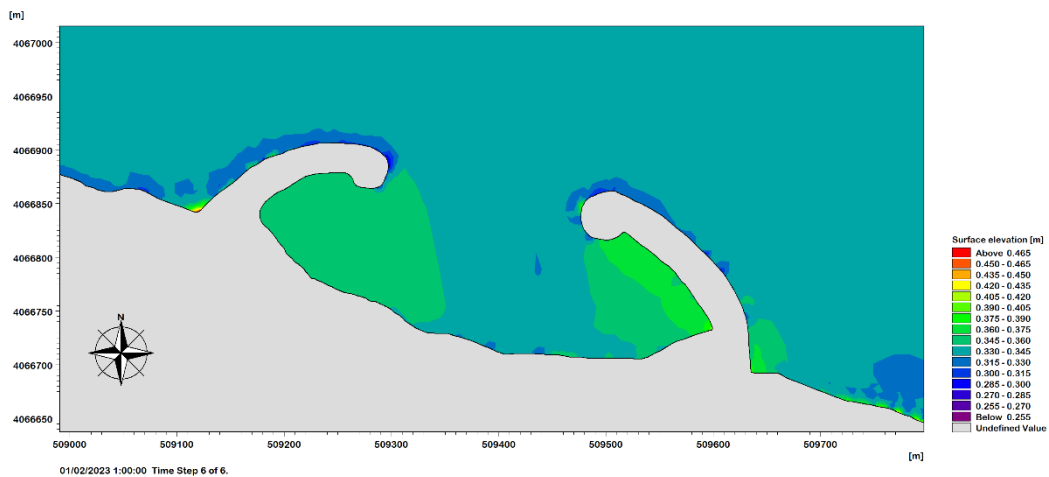 [m]
4067000
4066950
4066900
4066850
4066800
4066750
4066700
4066650
N
509000 509100 509200 509300 509400 509500 509600 509700
[m]
01/02/2023 1:00:00 Time Step 6 of 6.
Surface elevation [m]
Above 0.465
0.450 - 0.465
0.435 - 0.450
0.420 - 0.435
0.405 - 0.420
0.390 - 0.405
0.375 - 0.390
0.360 - 0.375
0.345 - 0.360
0.330 - 0.345
0.315 - 0.330
0.300 - 0.315
0.285 - 0.300
0.270 - 0.285
0.255 - 0.270
Below 0.255
Undefined Value